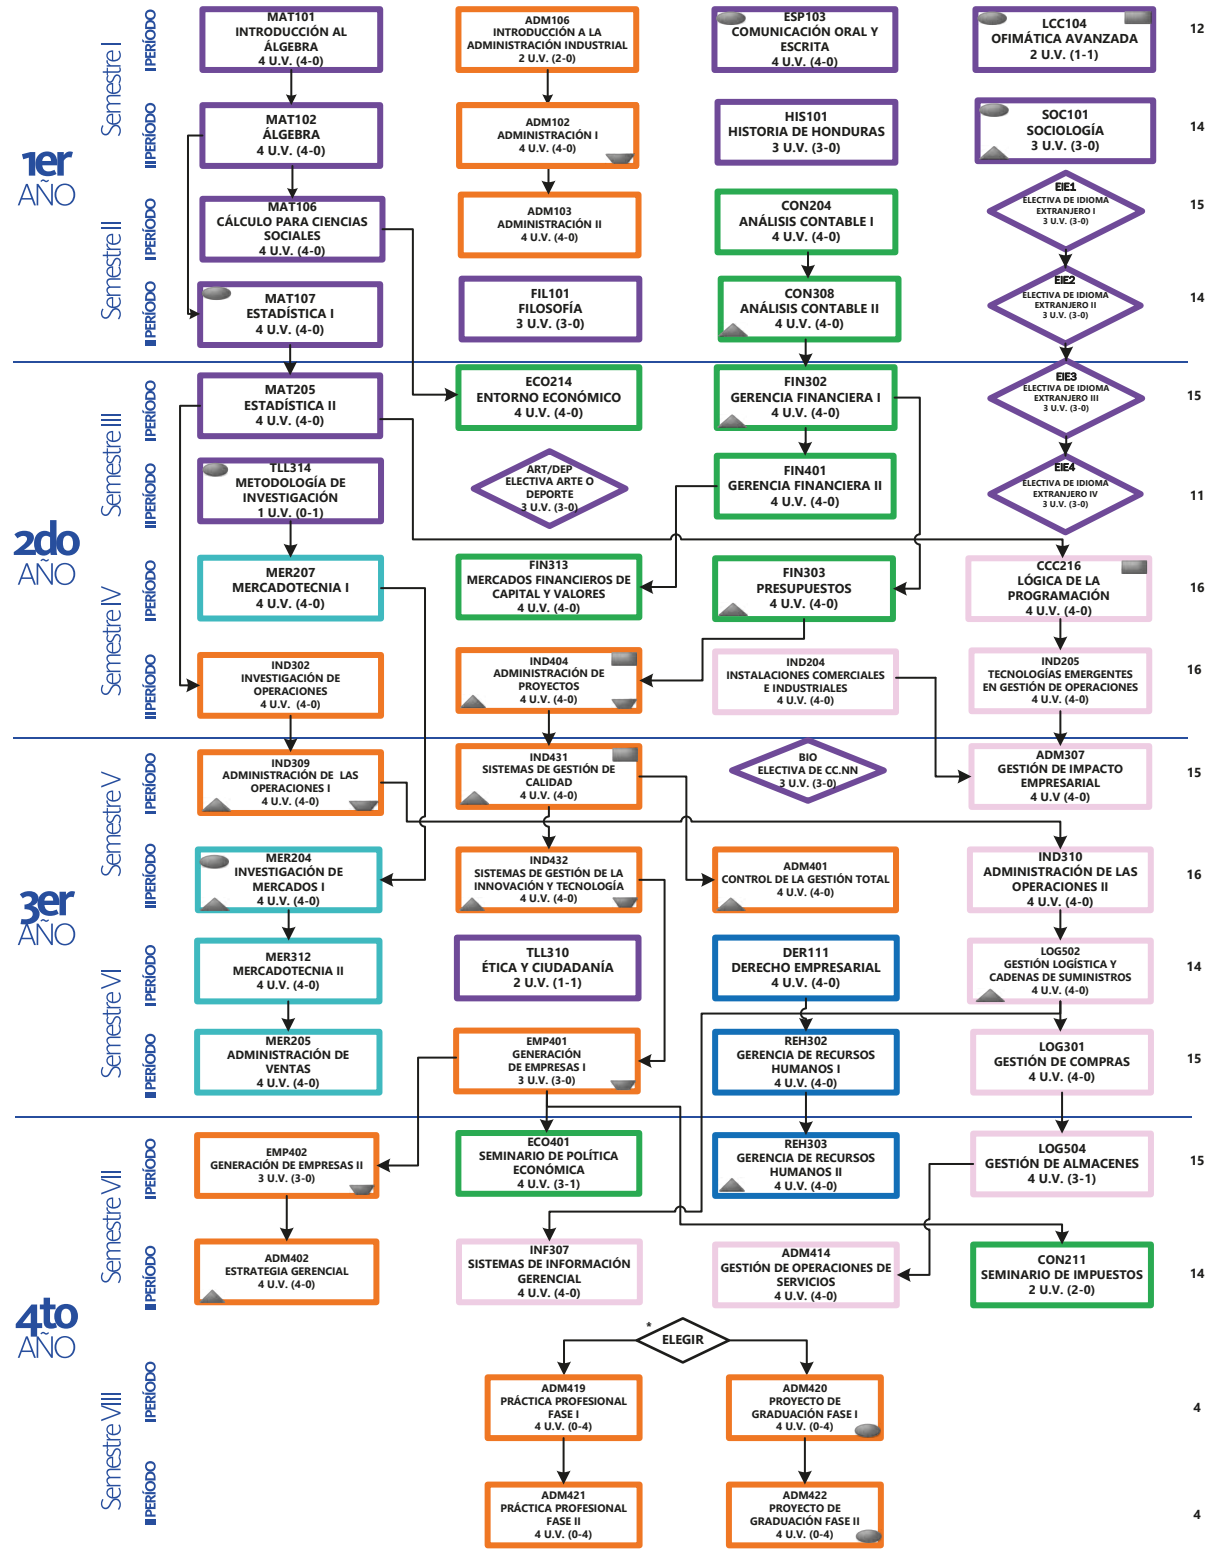 1er
AÑO
Semestre I
I PERÍODO
MAT101
INTRODUCCIÓN AL
ÁLGEBRA
4 U.V. (4-0)
ADM106
INTRODUCCIÓN A LA
ADMINISTRACIÓN INDUSTRIAL
2 U.V. (2-0)
ESP103
COMUNICACIÓN ORAL Y
ESCRITA
4 U.V. (4-0)
LCC104
OFIMÁTICA AVANZADA
2 U.V. (1-1)
12
II PERÍODO
MAT102
ÁLGEBRA
4 U.V. (4-0)
ADM102
ADMINISTRACIÓN I
4 U.V. (4-0)
HIS101
HISTORIA DE HONDURAS
3 U.V. (3-0)
SOC101
SOCIOLOGÍA
3 U.V. (3-0)
14
Semestre II
I PERÍODO
MAT106
CÁLCULO PARA CIENCIAS
SOCIALES
4 U.V. (4-0)
ADM103
ADMINISTRACIÓN II
4 U.V. (4-0)
CON204
ANÁLISIS CONTABLE I
4 U.V. (4-0)
EIE1
ELECTIVA DE IDIOMA
EXTRANJERO I
3 U.V. (3-0)
15
II PERÍODO
MAT107
ESTADÍSTICA I
4 U.V. (4-0)
FIL101
FILOSOFÍA
3 U.V. (3-0)
CON308
ANÁLISIS CONTABLE II
4 U.V. (4-0)
EIE2
ELECTIVA DE IDIOMA
EXTRANJERO II
3 U.V. (3-0)
14
2do
AÑO
Semestre III
I PERÍODO
MAT205
ESTADÍSTICA II
4 U.V. (4-0)
ECO214
ENTORNO ECONÓMICO
4 U.V. (4-0)
FIN302
GERENCIA FINANCIERA I
4 U.V. (4-0)
EIE3
ELECTIVA DE IDIOMA
EXTRANJERO III
3 U.V. (3-0)
15
II PERÍODO
TLL314
METODOLOGÍA DE
INVESTIGACIÓN
1 U.V. (0-1)
ART/DEP
ELECTIVA ARTE O
DEPORTE
3 U.V. (3-0)
FIN401
GERENCIA FINANCIERA II
4 U.V. (4-0)
EIE4
ELECTIVA DE IDIOMA
EXTRANJERO IV
3 U.V. (3-0)
11
Semestre IV
I PERÍODO
MER207
MERCADOTECNIA I
4 U.V. (4-0)
FIN313
MERCADOS FINANCIEROS DE
CAPITAL Y VALORES
4 U.V. (4-0)
FIN303
PRESUPUESTOS
4 U.V. (4-0)
CCC216
LÓGICA DE LA
PROGRAMACIÓN
4 U.V. (4-0)
16
II PERÍODO
IND302
INVESTIGACIÓN DE
OPERACIONES
4 U.V. (4-0)
IND404
ADMINISTRACIÓN DE
PROYECTOS
4 U.V. (4-0)
IND204
INSTALACIONES COMERCIALES
E INDUSTRIALES
4 U.V. (4-0)
IND205
TECNOLOGÍAS EMERGENTES
EN GESTIÓN DE OPERACIONES
4 U.V. (4-0)
16
3er
AÑO
Semestre V
I PERÍODO
IND309
ADMINISTRACIÓN DE LAS
OPERACIONES I
4 U.V. (4-0)
IND431
SISTEMAS DE GESTIÓN DE
CALIDAD
4 U.V. (4-0)
BIO
ELECTIVA DE CC.NN
3 U.V. (3-0)
ADM307
GESTIÓN DE IMPACTO
EMPRESARIAL
4 U.V (4-0)
15
II PERÍODO
MER204
INVESTIGACIÓN DE
MERCADOS I
4 U.V. (4-0)
IND432
SISTEMAS DE GESTIÓN DE LA
INNOVACIÓN Y TECNOLOGÍA
4 U.V. (4-0)
ADM401
CONTROL DE LA GESTIÓN TOTAL
4 U.V. (4-0)
IND310
ADMINISTRACIÓN DE LAS
OPERACIONES II
4 U.V. (4-0)
16
Semestre VI
I PERÍODO
MER312
MERCADOTECNIA II
4 U.V. (4-0)
TLL310
ÉTICA Y CIUDADANÍA
2 U.V. (1-1)
DER111
DERECHO EMPRESARIAL
4 U.V. (4-0)
LOG502
GESTIÓN LOGÍSTICA Y
CADENAS DE SUMINISTROS
4 U.V. (4-0)
14
II PERÍODO
MER205
ADMINISTRACIÓN DE
VENTAS
4 U.V. (4-0)
EMP401
GENERACIÓN
DE EMPRESAS I
3 U.V. (3-0)
REH302
GERENCIA DE RECURSOS
HUMANOS I
4 U.V. (4-0)
LOG301
GESTIÓN DE COMPRAS
4 U.V. (4-0)
15
4to
AÑO
Semestre VII
I PERÍODO
EMP402
GENERACIÓN DE EMPRESAS II
3 U.V. (3-0)
ECO401
SEMINARIO DE POLÍTICA
ECONÓMICA
4 U.V. (3-1)
REH303
GERENCIA DE RECURSOS
HUMANOS II
4 U.V. (4-0)
LOG504
GESTIÓN DE ALMACENES
4 U.V. (3-1)
15
II PERÍODO
ADM402
ESTRATEGIA GERENCIAL
4 U.V. (4-0)
INF307
SISTEMAS DE INFORMACIÓN
GERENCIAL
4 U.V. (4-0)
ADM414
GESTIÓN DE OPERACIONES DE
SERVICIOS
4 U.V. (4-0)
CON211
SEMINARIO DE IMPUESTOS
2 U.V. (2-0)
14
*
ELEGIR
Semestre VIII
I PERÍODO
ADM419
PRÁCTICA PROFESIONAL
FASE I
4 U.V. (0-4)
ADM420
PROYECTO DE
GRADUACIÓN FASE I
4 U.V. (0-4)
4
II PERÍODO
ADM421
PRÁCTICA PROFESIONAL
FASE II
4 U.V. (0-4)
ADM422
PROYECTO DE
GRADUACIÓN FASE II
4 U.V. (0-4)
4